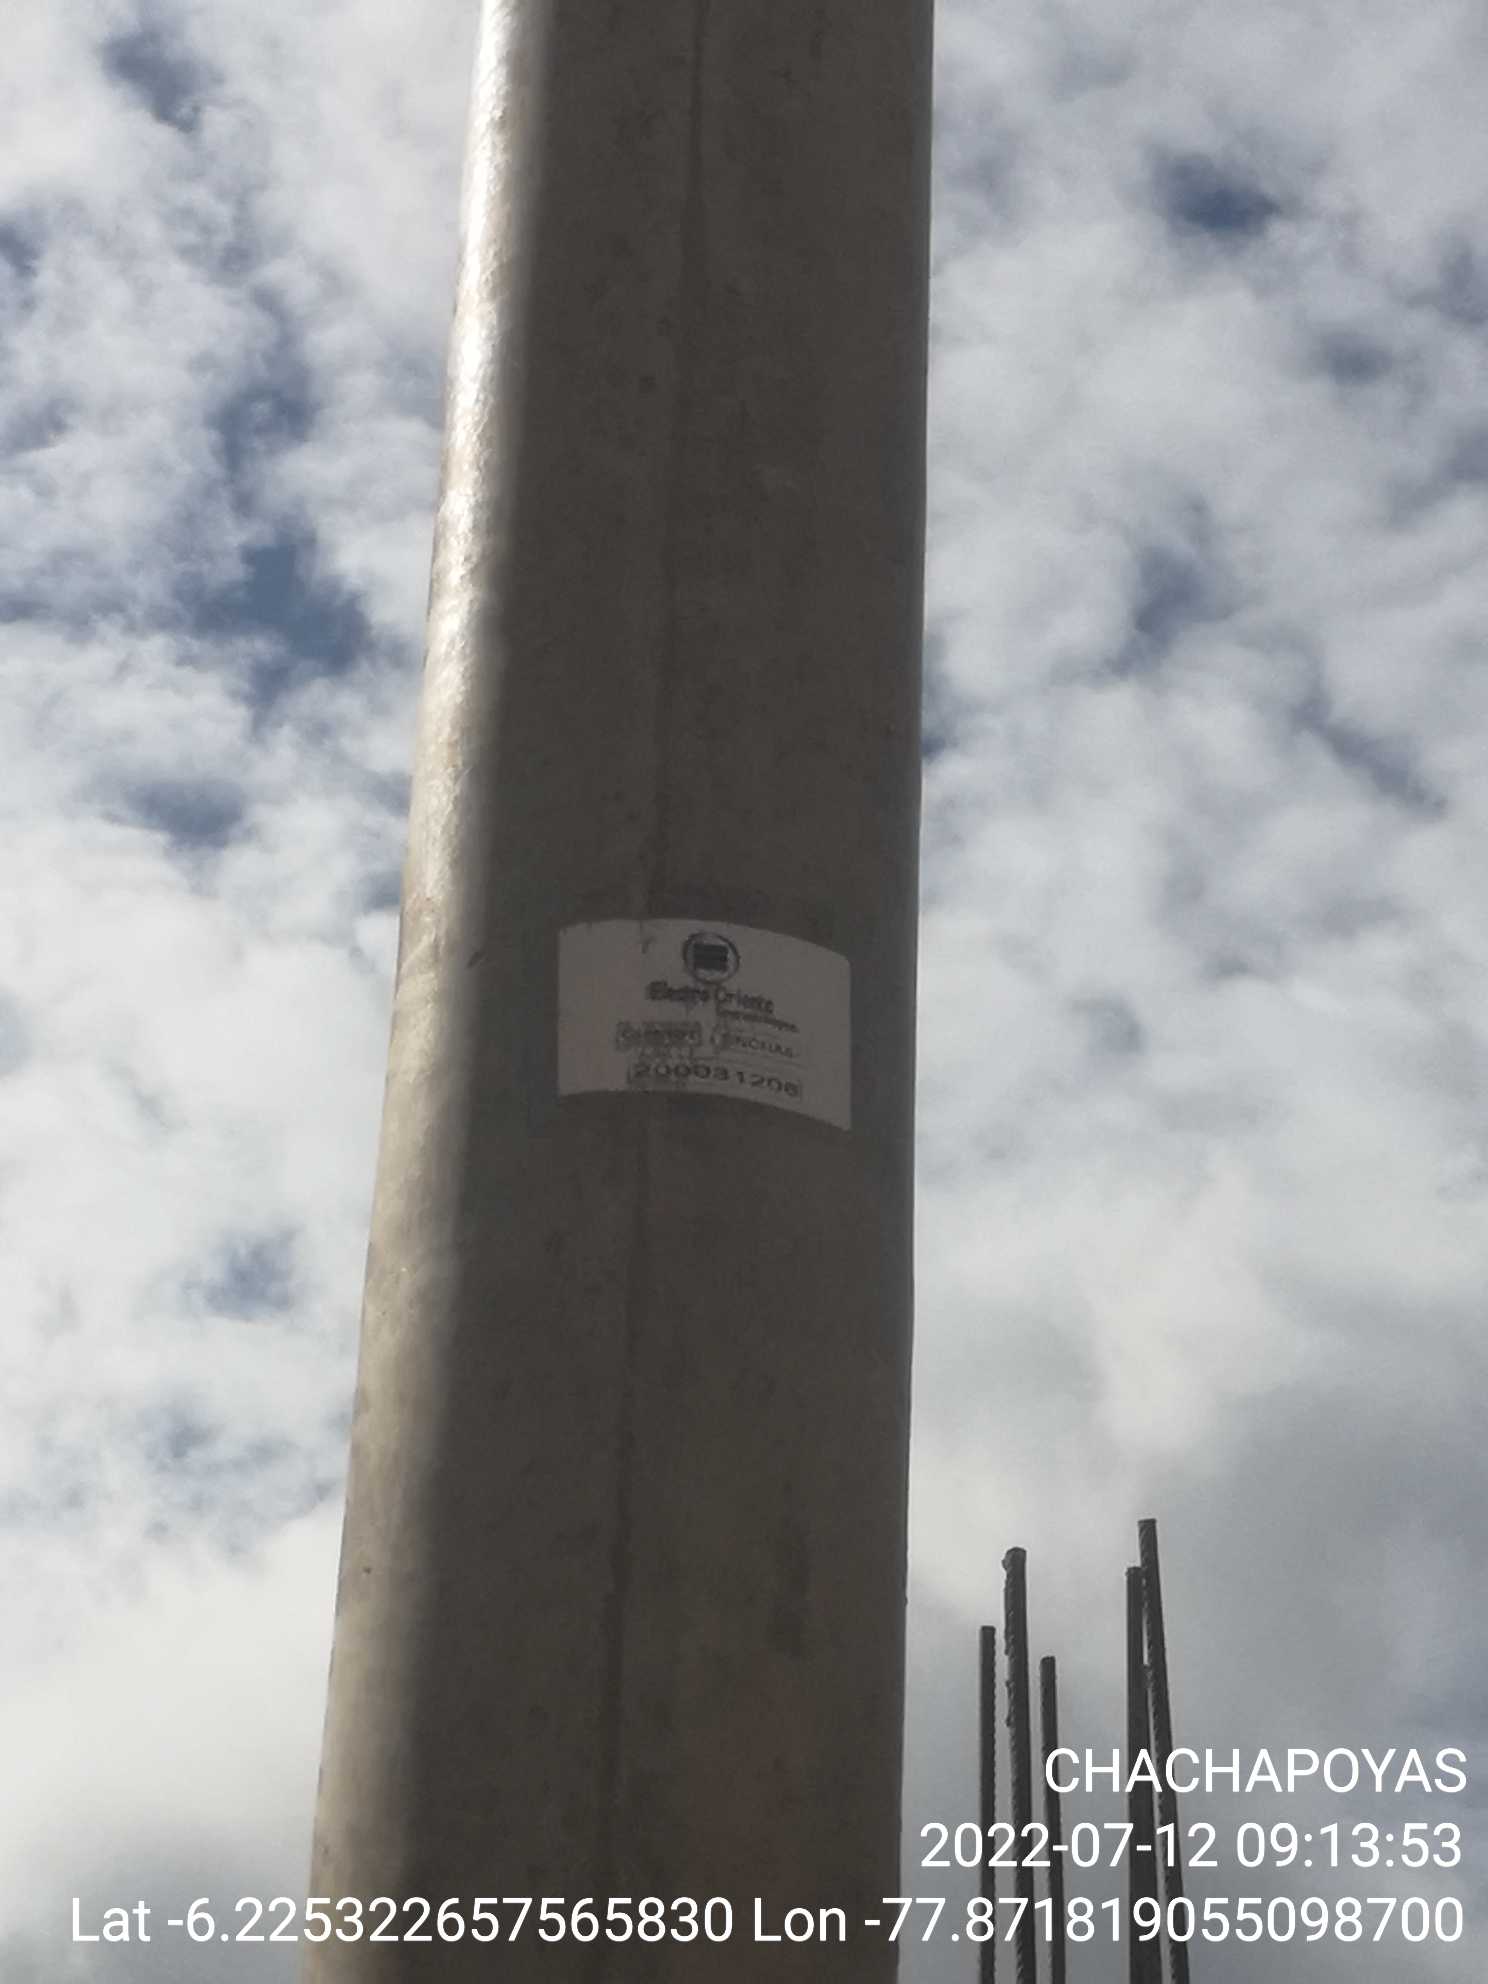 Electro Oriente
200031206
CHACHAPOYAS
2022-07-12 09:13:53
Lat -6.225322657565830 Lon -77.871819055098700